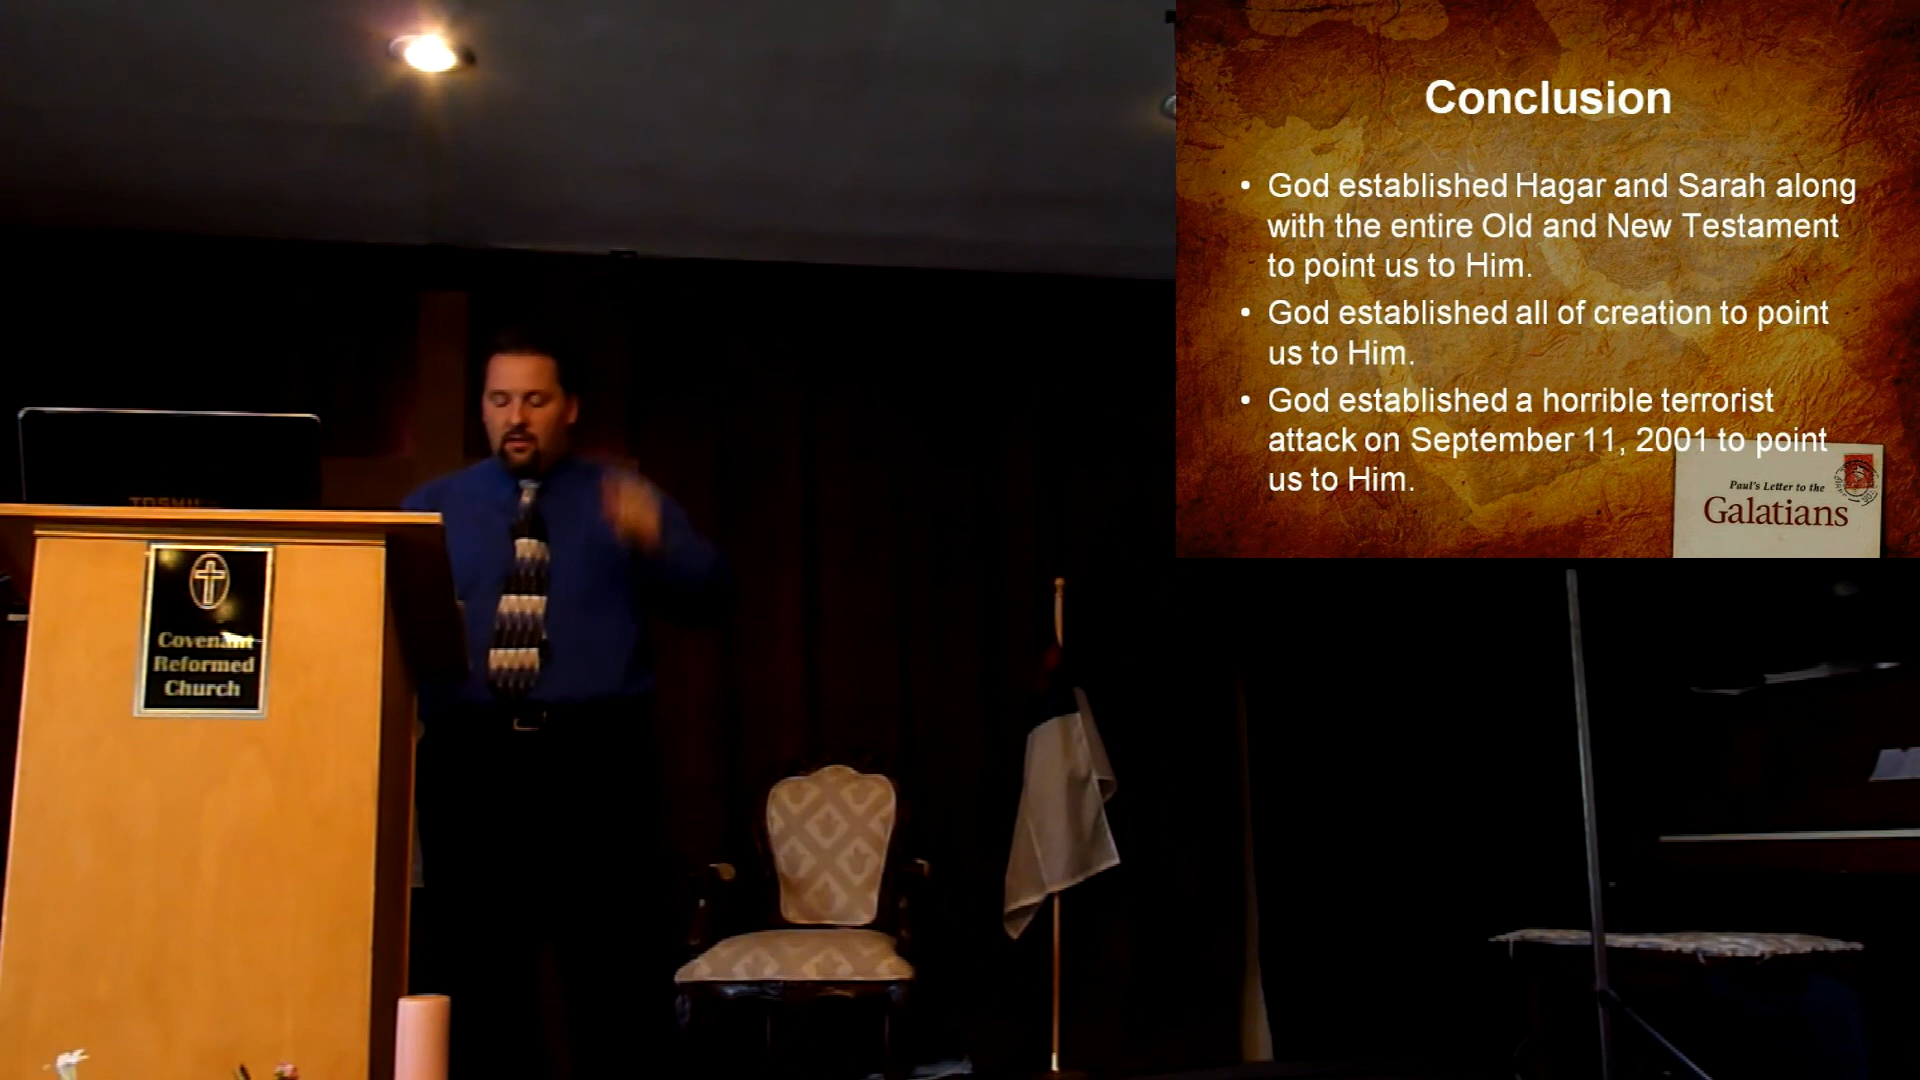 Conclusion
• God established Hagar and Sarah along
with the entire Old and New Testament
to point us to Him.
• God established all of creation to point
us to Him.
• God established a horrible terrorist
attack on September 11, 2001 to point
us to Him.
Paul's Letter to the
Galatians
TOSHIBA
Covenant
Reformed
Church